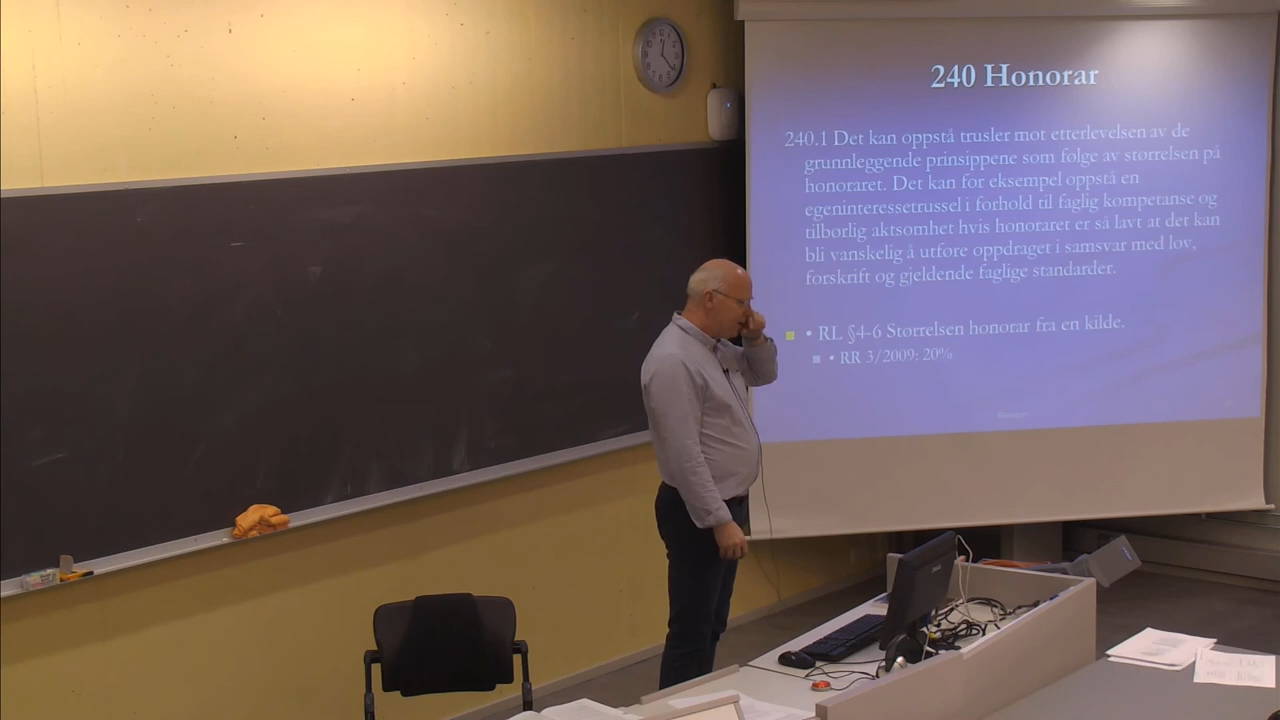 240 Honorar
240.1 Det kan oppstå trusler mot etterlevelsen av de
grunnleggende prinsippene som følge av størrelsen på
honoraret. Det kan for eksempel oppstå en
egeninteressetrussel i forhold til faglig kompetanse og
tilbørlig aktsomhet hvis honoraret er så lavt at det kan
bli vanskelig å utføre oppdraget i samsvar med lov,
forskrift og gjeldende faglige standarder.
• RL §4-6 Størrelsen honorar fra en kilde.
• RR 3/2009: 20%